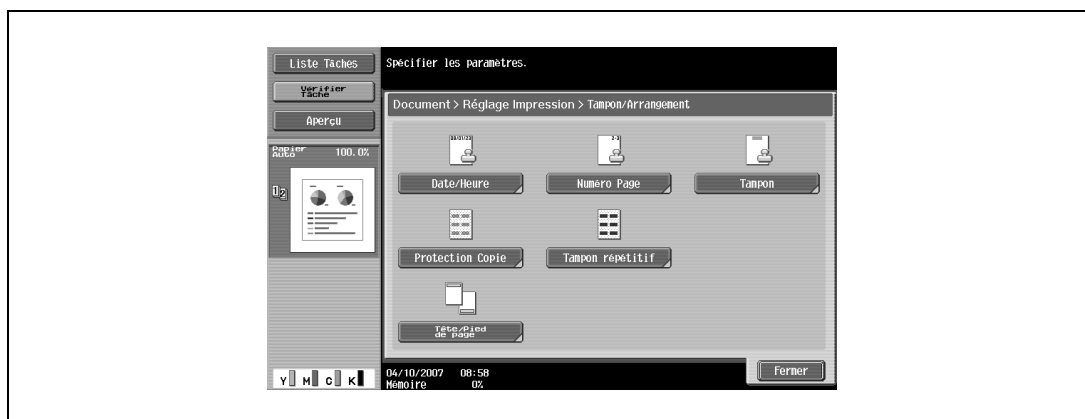 Liste Tâches
Vérifier
Tâche
Aperçu
Papier
Auto 100.0%
Spécifier les paramètres.
Document > Réglage Impression > Tampon/Arrangement
Date/Heure
Numéro Page
Tampon
Protection Copie
Tampon répétitif
Tête/Pied
de page
Y M C K
04/10/2007 08:58
Mémoire 0%
Fermer